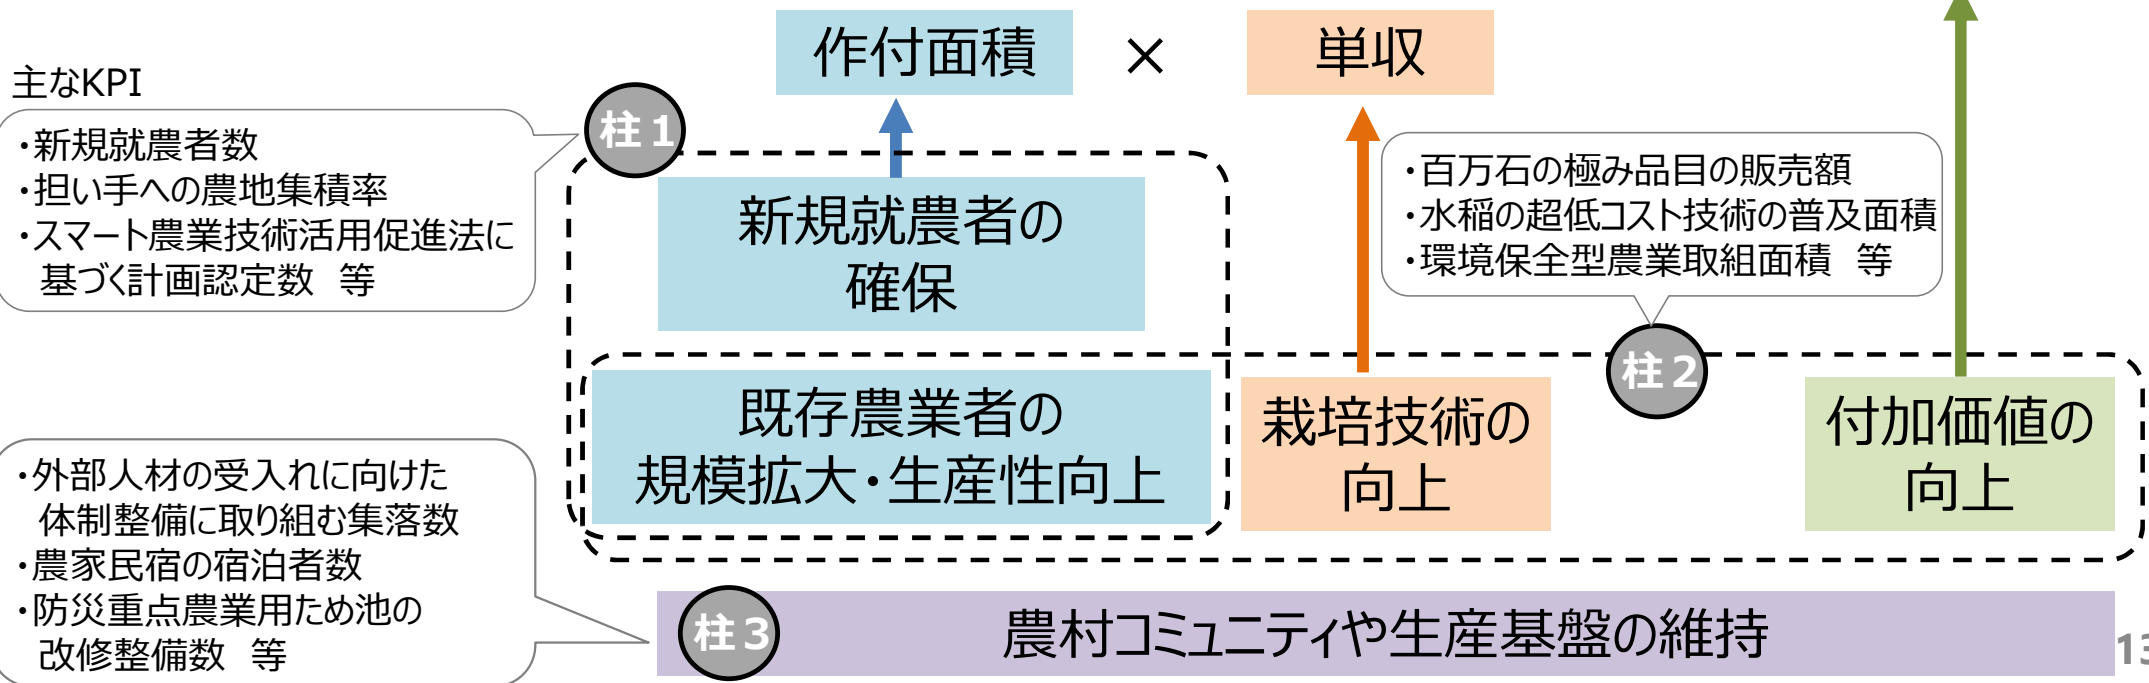 作付面積
×
単収
主なKPI
・新規就農者数
・担い手への農地集積率
・スマート農業技術活用促進法に
基づく計画認定数　等
柱１
新規就農者の
確保
・百万石の極み品目の販売額
・水稲の超低コスト技術の普及面積
・環境保全型農業取組面積　等
柱２
既存農業者の
規模拡大・生産性向上
栽培技術の
向上
付加価値の
向上
・外部人材の受入れに向けた
体制整備に取り組む集落数
・農家民宿の宿泊者数
・防災重点農業用ため池の
改修整備数　等
柱３
農村コミュニティや生産基盤の維持
13